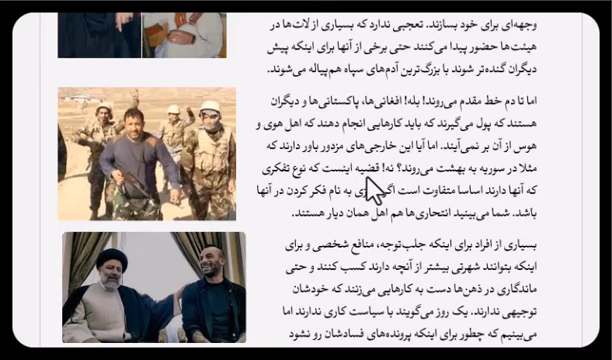 وجهه‌ای برای خود بسازند. تعجبی ندارد که بسیاری از لات‌ها در
هیئت‌ها حضور پیدا می‌کنند حتی برخی از آنها برای اینکه پیش
دیگران گنده‌تر شوند با بزرگ‌ترین آدم‌های سپاه هم‌پیاله می‌شوند.
اما تا دم خط مقدم می‌روند! بله! افغانی‌ها، پاکستانی‌ها و دیگران
هستند که پول می‌گیرند که باید کارهایی انجام دهند که اهل هوی و
هوس از آن بر نمی‌آیند. اما آیا این خارجی‌های مزدور باور دارند که
مثلا در سوریه به بهشت می‌روند؟ نه! قضیه اینست که نوع تفکری
که آنها دارند اساسا متفاوت است به نام فکر کردن در آنها
باشد. شما می‌بینید انتحاری‌ها هم اهل همان دیار هستند.
بسیاری از افراد برای اینکه جلب‌توجه، منافع شخصی و برای
اینکه بتوانند شهرتی بیشتر از آنچه دارند کسب کنند و حتی
ماندگاری در ذهن‌ها دست به کارهایی می‌زنند که خودشان
توجیهی ندارند. یک روز می‌گویند با سیاست کاری ندارند اما
می‌بینیم که چطور برای اینکه پرونده‌های فسادشان رو نشود